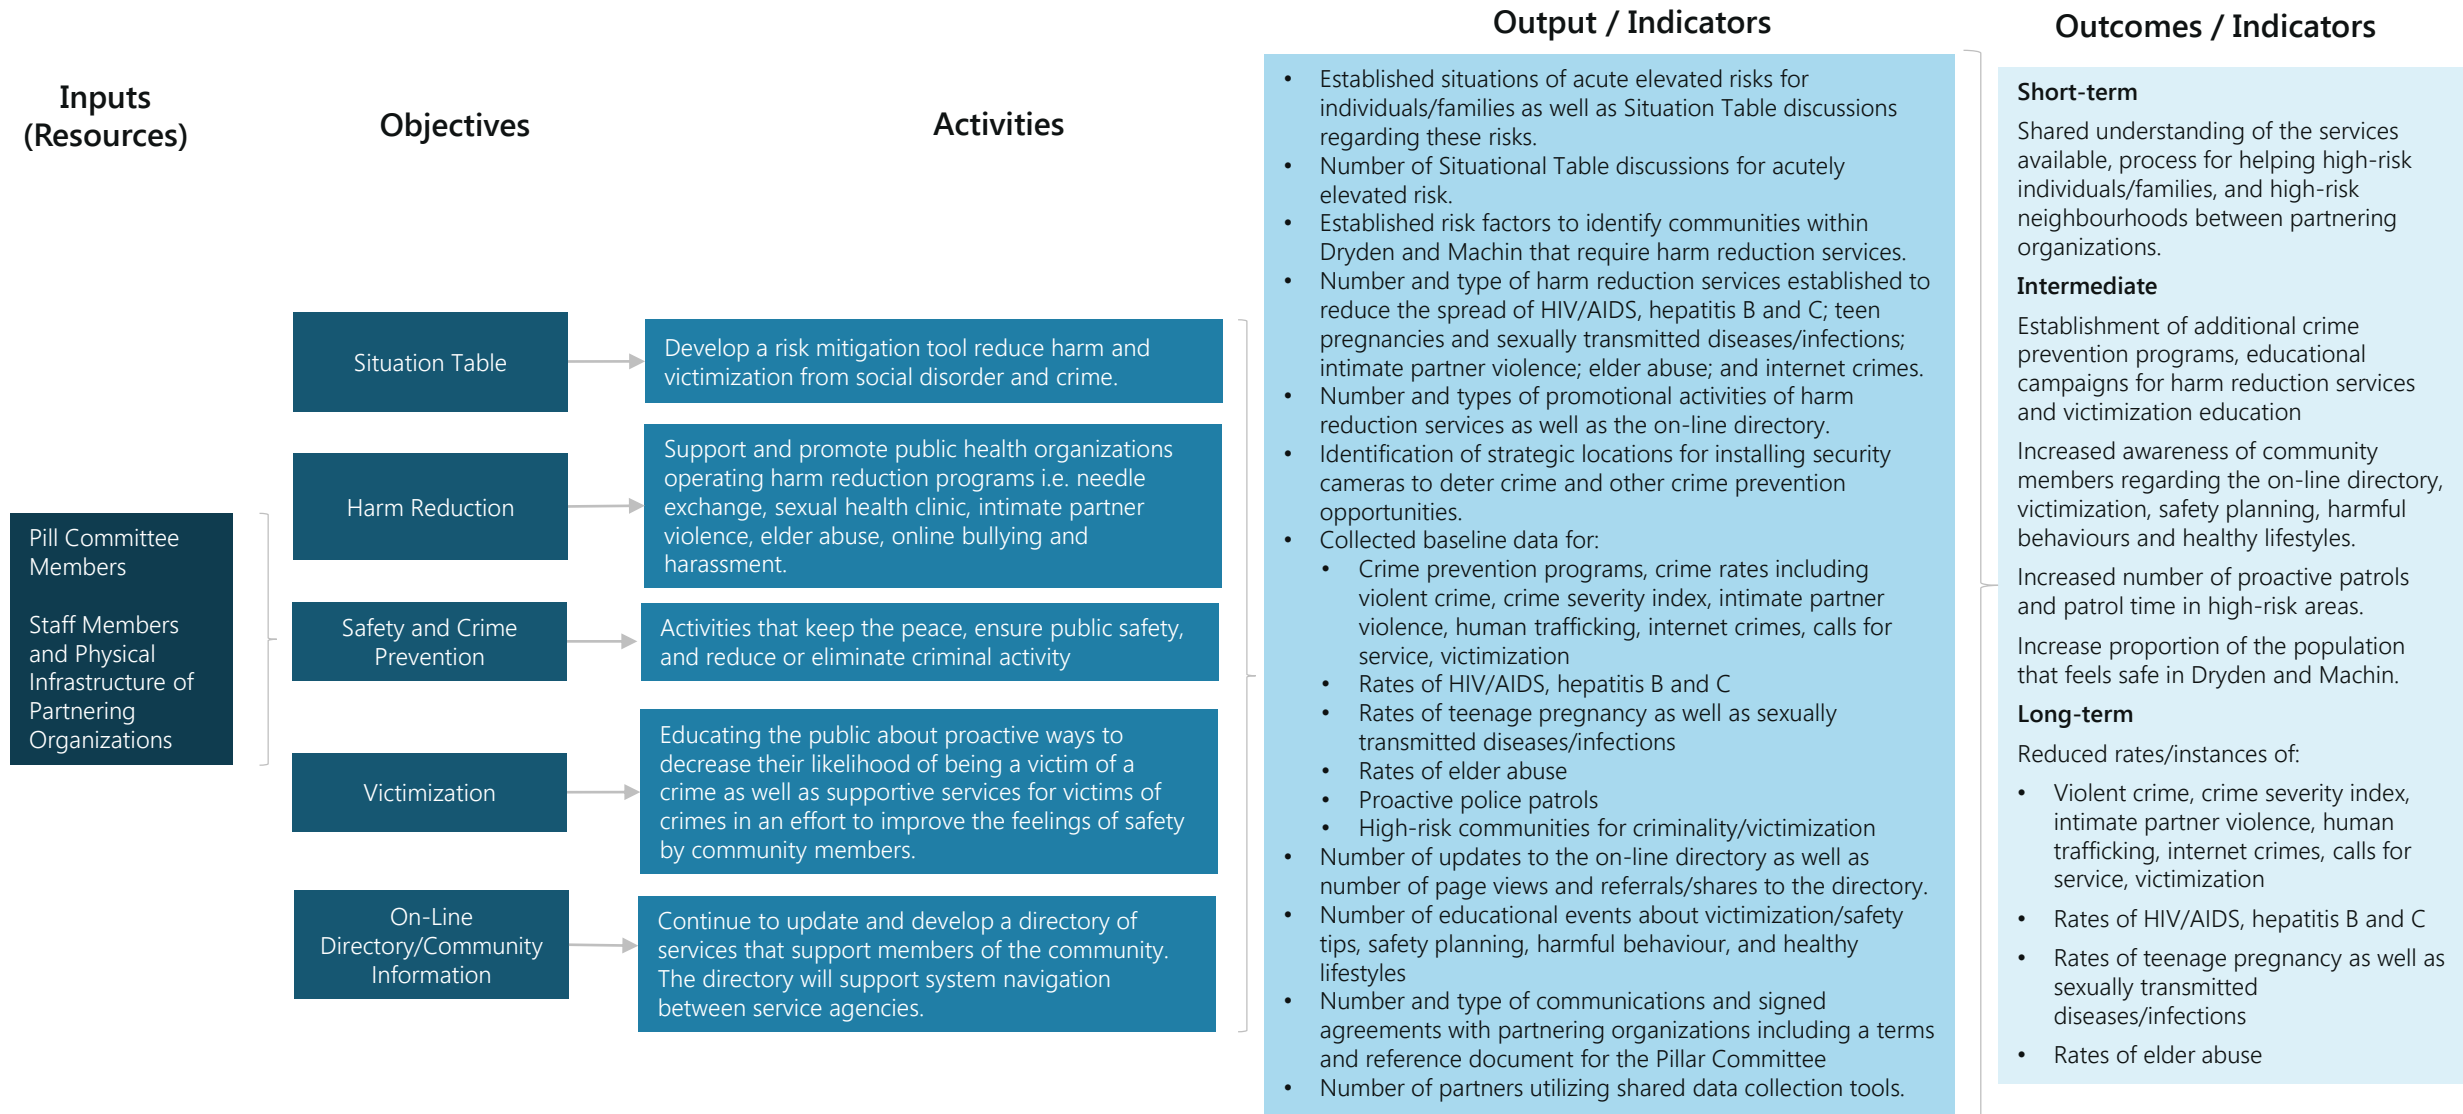 Inputs
(Resources)
Objectives
Activities
Output / Indicators
Outcomes / Indicators
Pill Committee
Members
Staff Members
and Physical
Infrastructure of
Partnering
Organizations
Situation Table
Harm Reduction
Safety and Crime
Prevention
Victimization
On-Line
Directory/Community
Information
Develop a risk mitigation tool reduce harm and
victimization from social disorder and crime.
Support and promote public health organizations
operating harm reduction programs i.e. needle
exchange, sexual health clinic, intimate partner
violence, elder abuse, online bullying and
harassment.
Activities that keep the peace, ensure public safety,
and reduce or eliminate criminal activity
Educating the public about proactive ways to
decrease their likelihood of being a victim of a
crime as well as supportive services for victims of
crimes in an effort to improve the feelings of safety
by community members.
Continue to update and develop a directory of
services that support members of the community.
The directory will support system navigation
between service agencies.
• Established situations of acute elevated risks for
individuals/families as well as Situation Table discussions
regarding these risks.
• Number of Situational Table discussions for acutely
elevated risk.
• Established risk factors to identify communities within
Dryden and Machin that require harm reduction services.
• Number and type of harm reduction services established to
reduce the spread of HIV/AIDS, hepatitis B and C; teen
pregnancies and sexually transmitted diseases/infections;
intimate partner violence; elder abuse; and internet crimes.
• Number and types of promotional activities of harm
reduction services as well as the on-line directory.
• Identification of strategic locations for installing security
cameras to deter crime and other crime prevention
opportunities.
• Collected baseline data for:
• Crime prevention programs, crime rates including
violent crime, crime severity index, intimate partner
violence, human trafficking, internet crimes, calls for
service, victimization
• Rates of HIV/AIDS, hepatitis B and C
• Rates of teenage pregnancy as well as sexually
transmitted diseases/infections
• Rates of elder abuse
• Proactive police patrols
• High-risk communities for criminality/victimization
• Number of updates to the on-line directory as well as
number of page views and referrals/shares to the directory.
• Number of educational events about victimization/safety
tips, safety planning, harmful behaviour, and healthy
lifestyles
• Number and type of communications and signed
agreements with partnering organizations including a terms
and reference document for the Pillar Committee
• Number of partners utilizing shared data collection tools.
Short-term
Shared understanding of the services
available, process for helping high-risk
individuals/families, and high-risk
neighbourhoods between partnering
organizations.
Intermediate
Establishment of additional crime
prevention programs, educational
campaigns for harm reduction services
and victimization education
Increased awareness of community
members regarding the on-line directory,
victimization, safety planning, harmful
behaviours and healthy lifestyles.
Increased number of proactive patrols
and patrol time in high-risk areas.
Increase proportion of the population
that feels safe in Dryden and Machin.
Long-term
Reduced rates/instances of:
• Violent crime, crime severity index,
intimate partner violence, human
trafficking, internet crimes, calls for
service, victimization
• Rates of HIV/AIDS, hepatitis B and C
• Rates of teenage pregnancy as well as
sexually transmitted
diseases/infections
• Rates of elder abuse